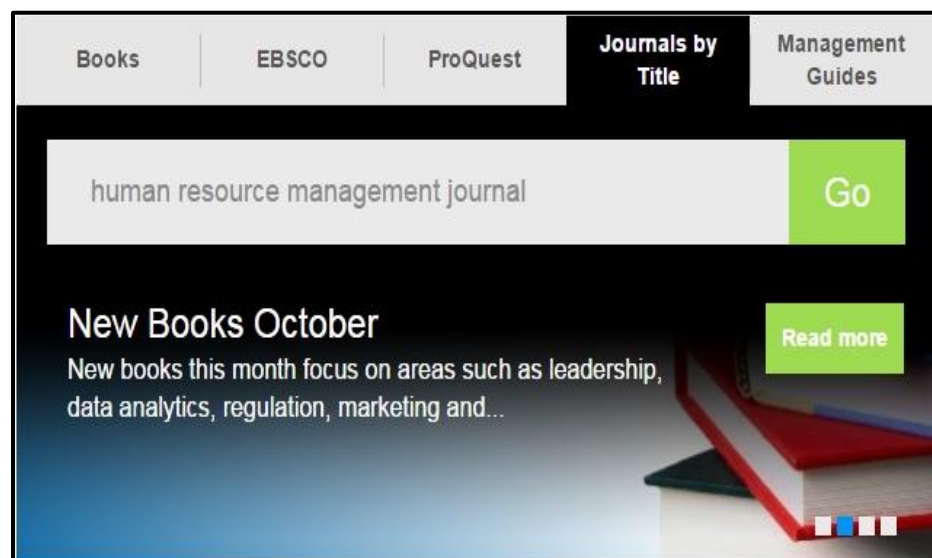 Books EBSCO ProQuest Journals by Title Management Guides
human resource management journal Go
New Books October
Read more
New books this month focus on areas such as leadership,
data analytics, regulation, marketing and...